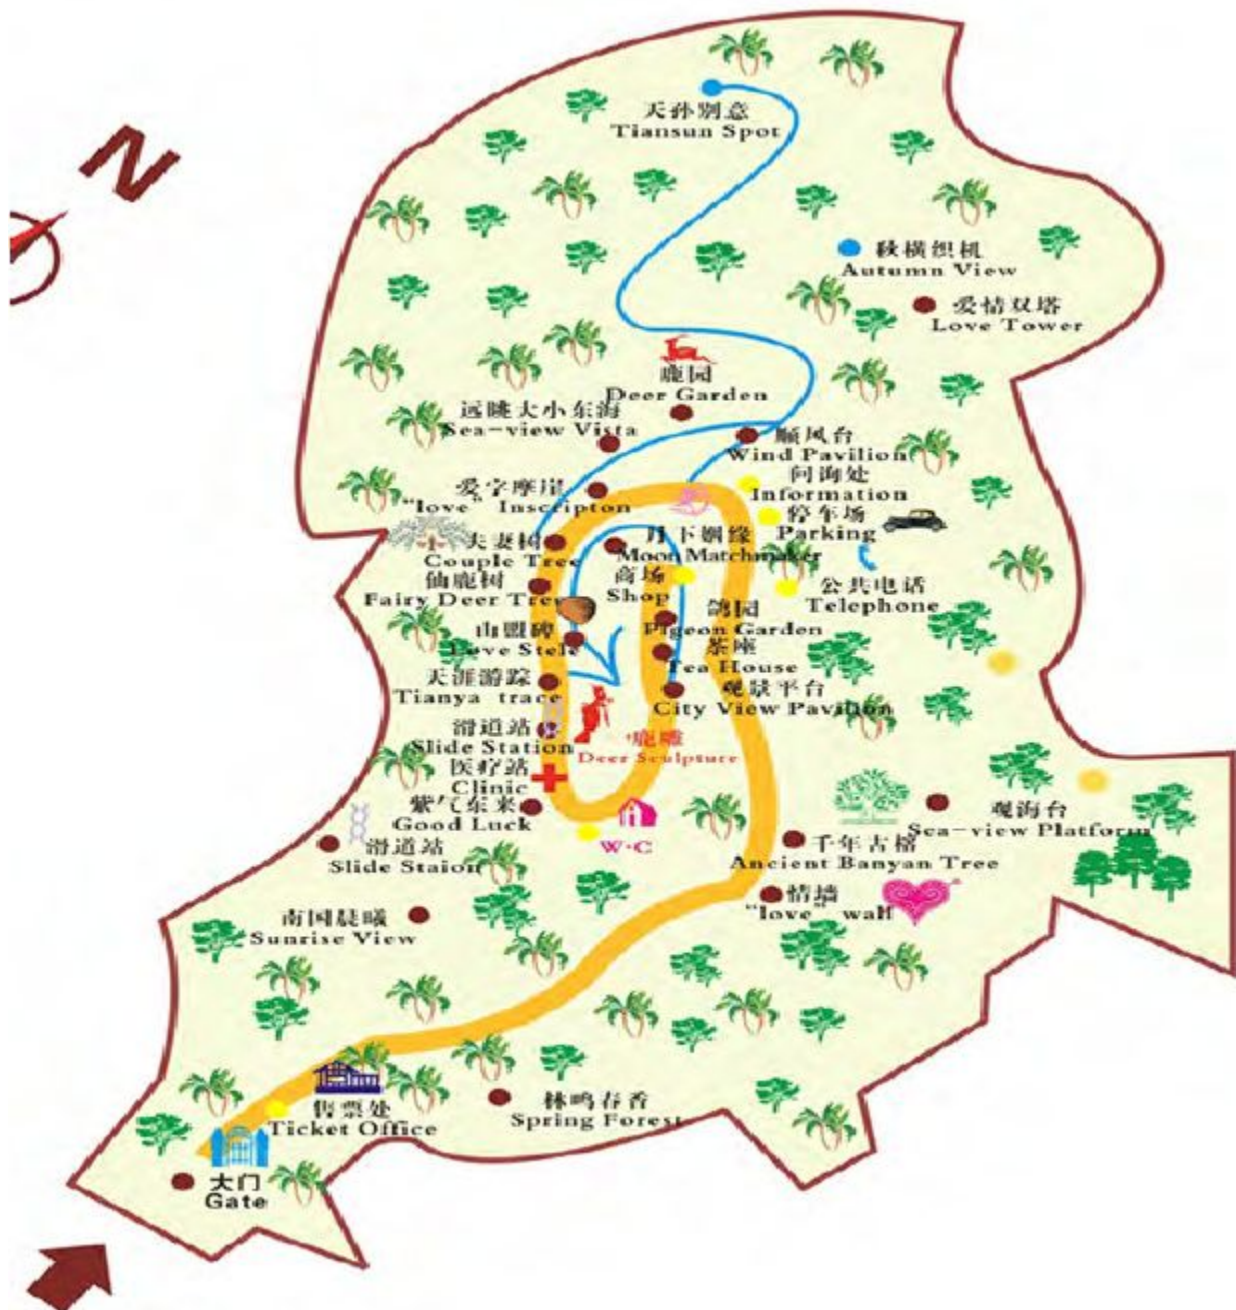 N
天孙别意
Tiansun Spot
秋横织机
Autumn View
爱情双塔
Love Tower
鹿园
Deer Garden
远眺大小东海
Sea-view Vista
顺风台
Wind Pavilion
问询处
Information
爱字摩崖
"love" Inscripton
停车场
Parking
夫妻树
Couple Tree
月下姻缘
Moon Matchmaker
仙鹿树
Fairy Deer Tree
商场
Shop
公共电话
Telephone
鸽园
Pigeon Garden
山盟碑
Love Stele
茶座
Tea House
天涯游踪
Tianya trace
观景平台
City View Pavilion
滑道站
Slide Station
鹿雕
Deer Sculpture
医疗站
Clinic
紫气东来
Good Luck
观海台
Sea-view Platform
W·C
滑道站
Slide Staion
千年古榕
Ancient Banyan Tree
情墙
"love" wall
南国晨曦
Sunrise View
售票处
Ticket Office
林鸣春香
Spring Forest
大门
Gate